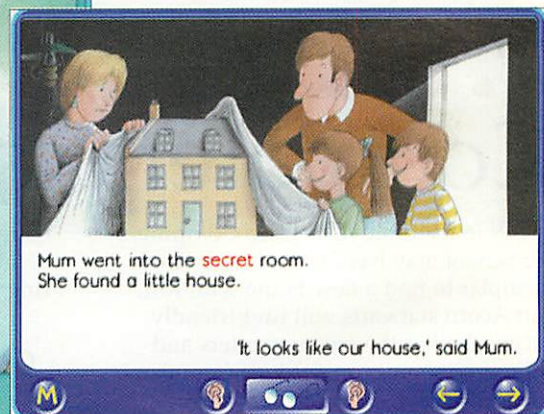 Mum went into the secret room.
She found a little house.
'It looks like our house,' said Mum.
M